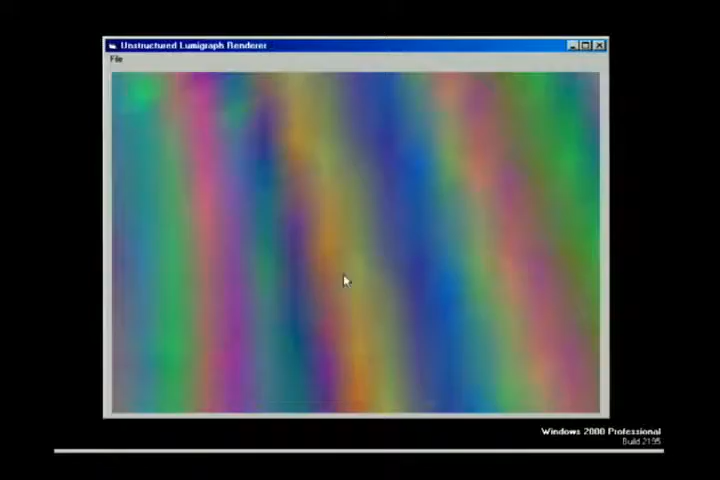 Unstructured Lumigraph Renderer
File
Windows 2000 Professional
Build 2195